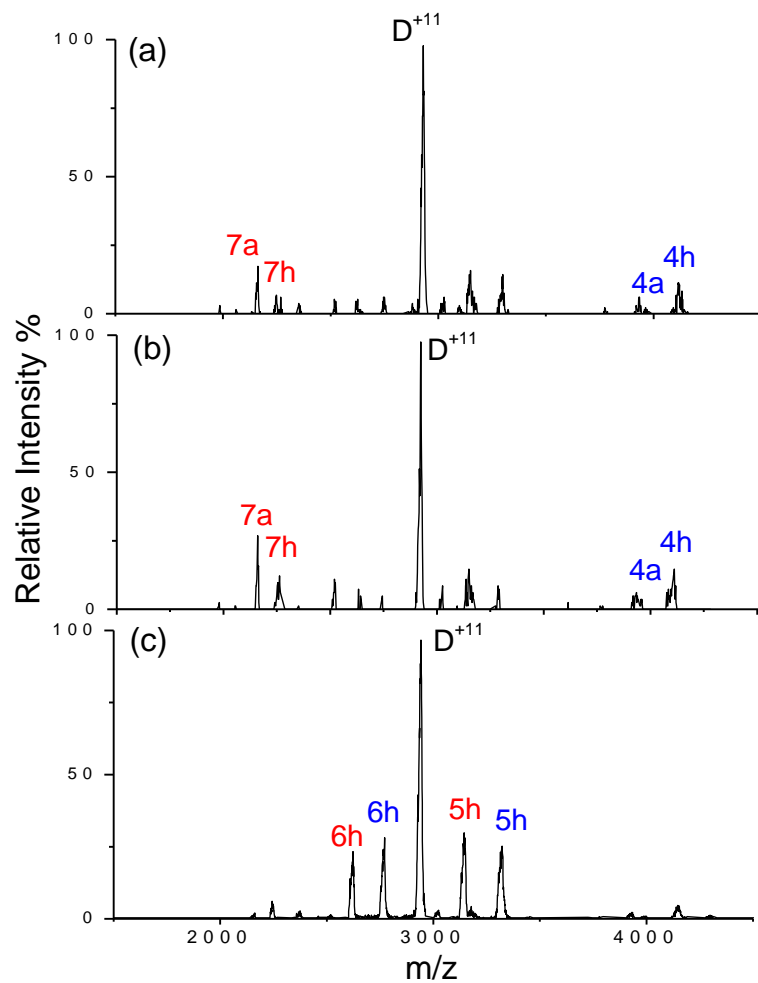 (a)
D+11
100
50
0
7a
7h
4a
4h
(b)
D+11
100
50
0
7a
7h
4a
4h
Relative Intensity %
(c)
D+11
100
50
0
6h
6h
5h
5h
2000 3000 4000
m/z